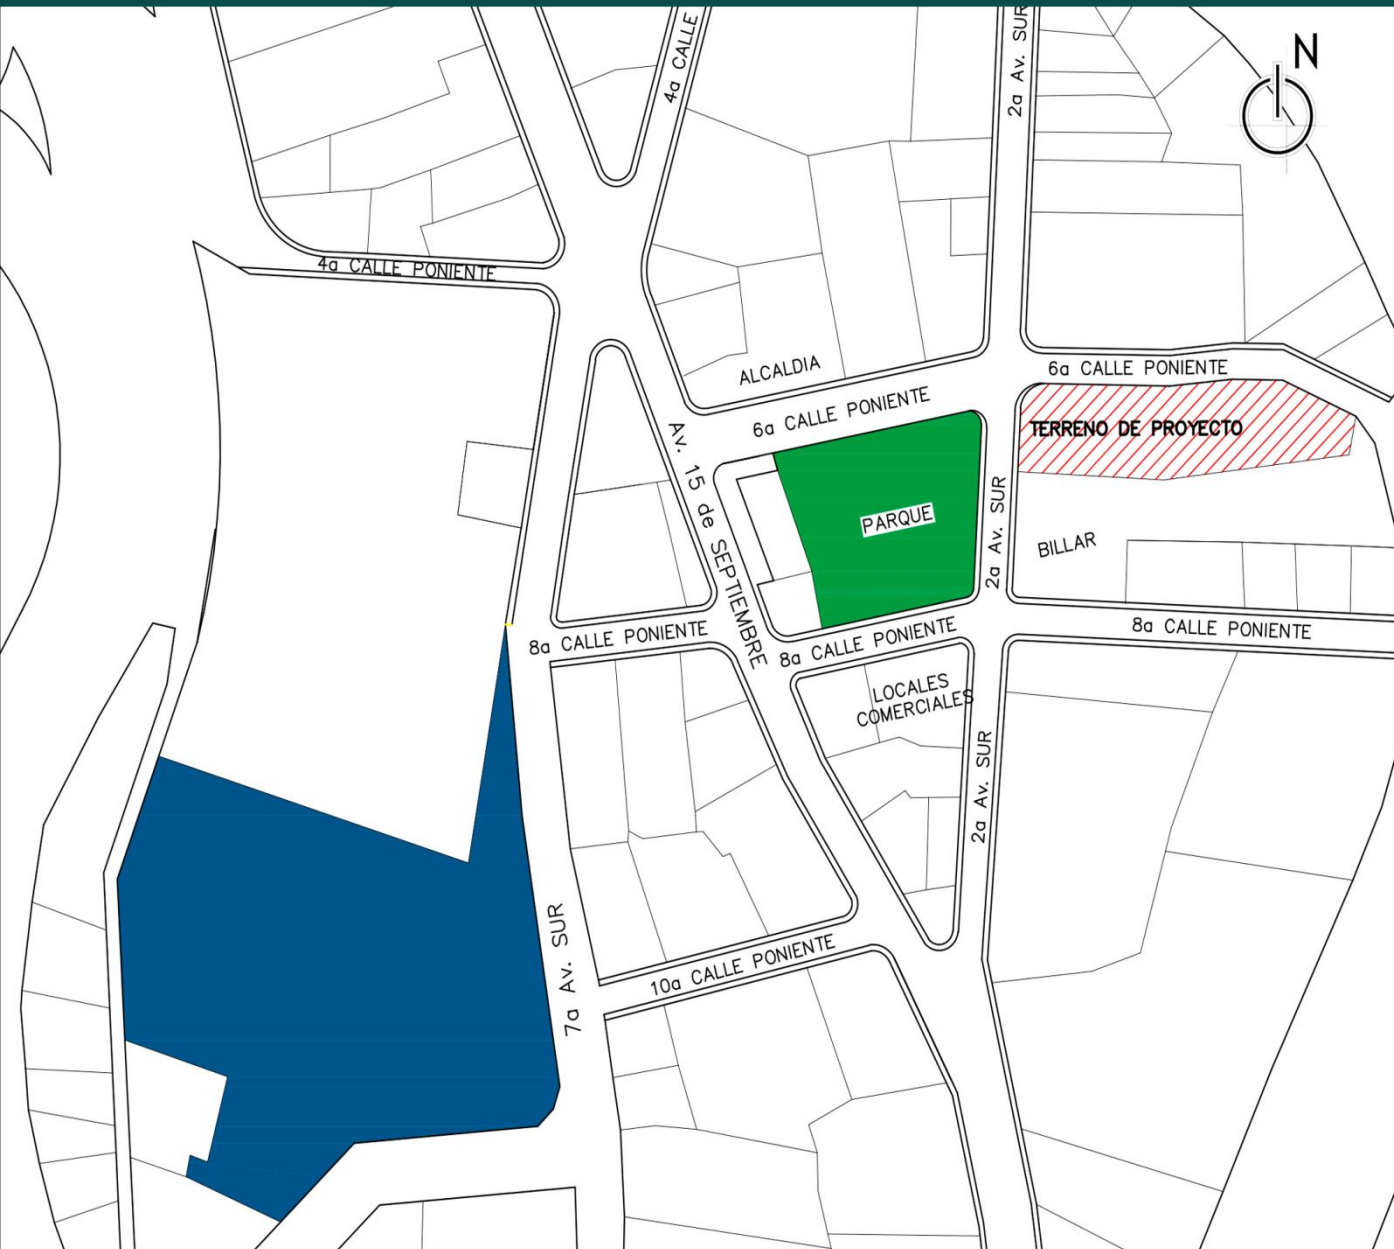 N
4a CALLE
2a Av. SUR
4a CALLE PONIENTE
ALCALDIA
6a CALLE PONIENTE
6a CALLE PONIENTE
TERRENO DE PROYECTO
Av. 15 de SEPTIEMBRE
PARQUE
2a Av. SUR
BILLAR
8a CALLE PONIENTE
8a CALLE PONIENTE
8a CALLE PONIENTE
LOCALES
COMERCIALES
2a Av. SUR
7a Av. SUR
10a CALLE PONIENTE